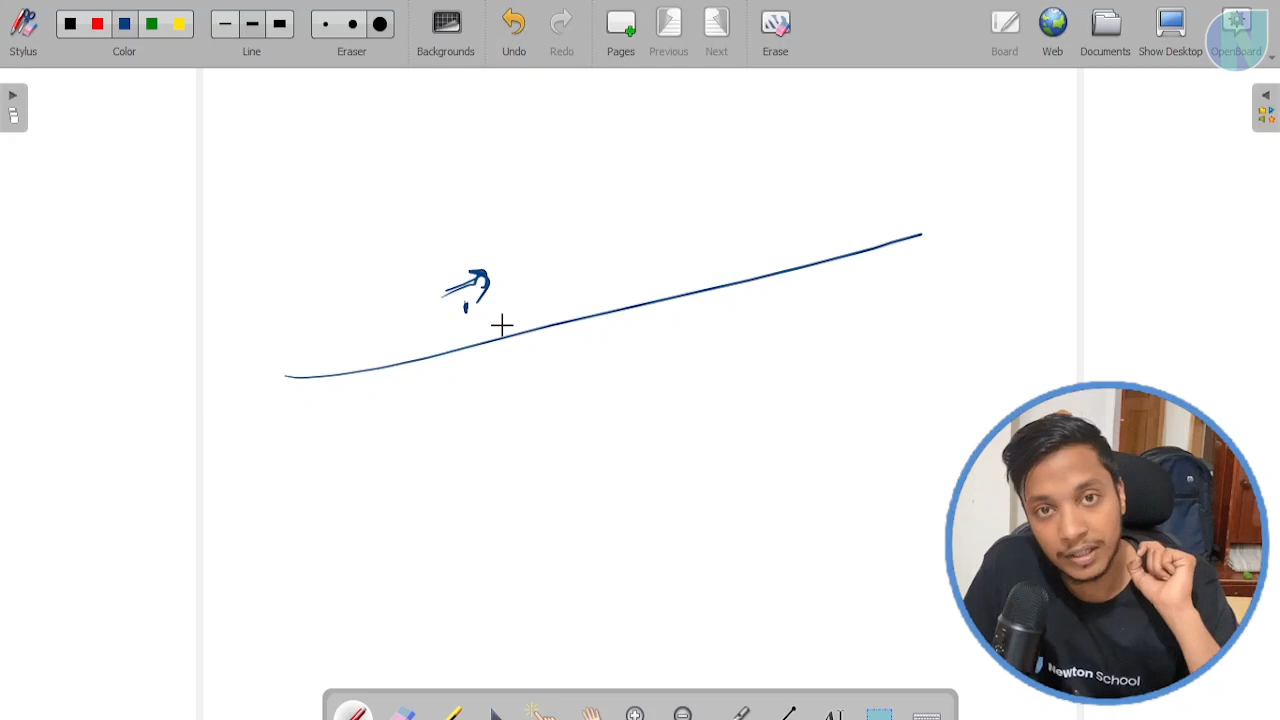 Stylus
Color
Line
Eraser
Backgrounds
Undo
Redo
Pages
Previous
Next
Erase
Board
Web
Documents
Show Desktop
OpenBoard
Newton School